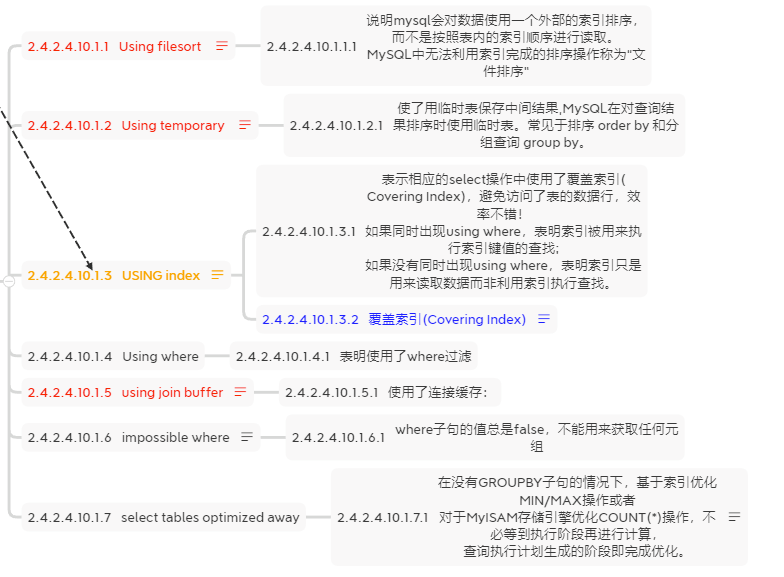 2.4.2.4.10.1.1 Using filesort
2.4.2.4.10.1.1.1
说明mysql会对数据使用一个外部的索引排序，
而不是按照表内的索引顺序进行读取。
MySQL中无法利用索引完成的排序操作称为"文
件排序"
2.4.2.4.10.1.2 Using temporary
2.4.2.4.10.1.2.1
使了用临时表保存中间结果,MySQL在对查询结
果排序时使用临时表。常见于排序 order by 和分
组查询 group by。
2.4.2.4.10.1.3 USING index
2.4.2.4.10.1.3.1
表示相应的select操作中使用了覆盖索引(
Covering Index)，避免访问了表的数据行，效
率不错！
如果同时出现using where，表明索引被用来执
行索引键值的查找;
如果没有同时出现using where，表明索引只是
用来读取数据而非利用索引执行查找。
2.4.2.4.10.1.3.2 覆盖索引(Covering Index)
2.4.2.4.10.1.4 Using where
2.4.2.4.10.1.4.1 表明使用了where过滤
2.4.2.4.10.1.5 using join buffer
2.4.2.4.10.1.5.1 使用了连接缓存：
2.4.2.4.10.1.6 impossible where
2.4.2.4.10.1.6.1
where子句的值总是false，不能用来获取任何元
组
2.4.2.4.10.1.7 select tables optimized away
2.4.2.4.10.1.7.1
在没有GROUPBY子句的情况下，基于索引优化
MIN/MAX操作或者
对于MyISAM存储引擎优化COUNT(*)操作，不
必等到执行阶段再进行计算，
查询执行计划生成的阶段即完成优化。